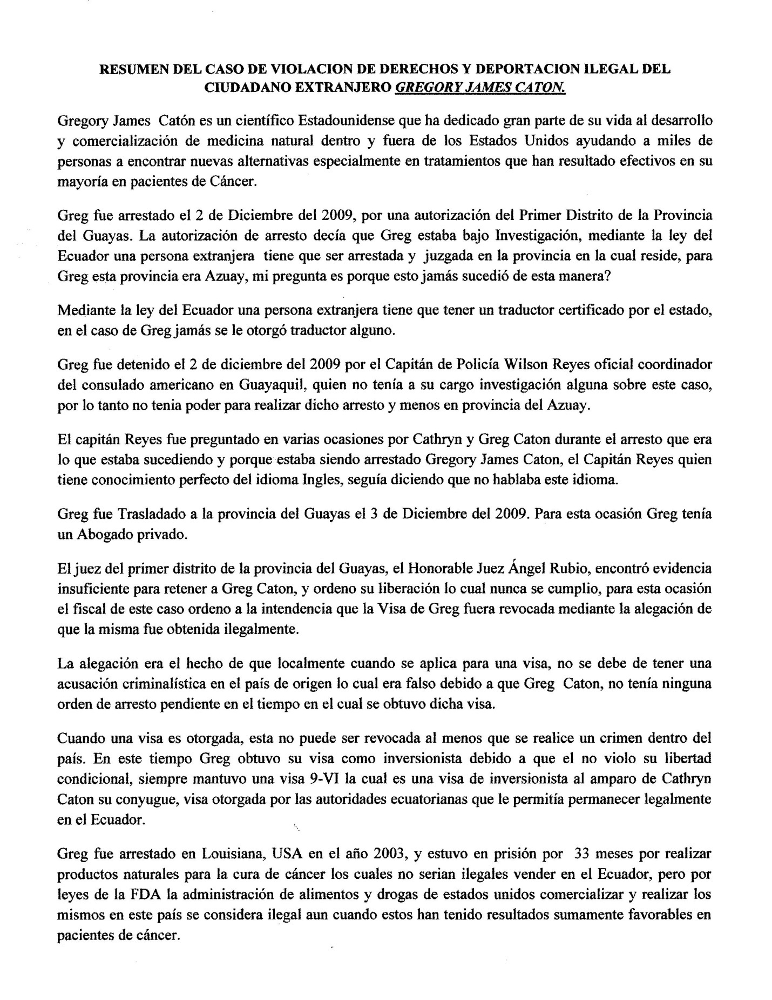 RESUMEN DEL CASO DE VIOLACION DE DERECHOS Y DEPORTACION ILEGAL DEL
CIUDADANO EXTRANJERO GREGORY JAMES CATON.
Gregory James Catón es un científico Estadounidense que ha dedicado gran parte de su vida al desarrollo
y comercialización de medicina natural dentro y fuera de los Estados Unidos ayudando a miles de
personas a encontrar nuevas alternativas especialmente en tratamientos que han resultado efectivos en su
mayoría en pacientes de Cáncer.
Greg fue arrestado el 2 de Diciembre del 2009, por una autorización del Primer Distrito de la Provincia
del Guayas. La autorización de arresto decía que Greg estaba bajo Investigación, mediante la ley del
Ecuador una persona extranjera tiene que ser arrestada y juzgada en la provincia en la cual reside, para
Greg esta provincia era Azuay, mi pregunta es porque esto jamás sucedió de esta manera?
Mediante la ley del Ecuador una persona extranjera tiene que tener un traductor certificado por el estado,
en el caso de Greg jamás se le otorgó traductor alguno.
Greg fue detenido el 2 de diciembre del 2009 por el Capitán de Policía Wilson Reyes oficial coordinador
del consulado americano en Guayaquil, quien no tenía a su cargo investigación alguna sobre este caso,
por lo tanto no tenia poder para realizar dicho arresto y menos en provincia del Azuay.
El capitán Reyes fue preguntado en varias ocasiones por Cathryn y Greg Caton durante el arresto que era
lo que estaba sucediendo y porque estaba siendo arrestado Gregory James Caton, el Capitán Reyes quien
tiene conocimiento perfecto del idioma Ingles, seguía diciendo que no hablaba este idioma.
Greg fue Trasladado a la provincia del Guayas el 3 de Diciembre del 2009. Para esta ocasión Greg tenía
un Abogado privado.
El juez del primer distrito de la provincia del Guayas, el Honorable Juez Ángel Rubio, encontró evidencia
insuficiente para retener a Greg Caton, y ordeno su liberación lo cual nunca se cumplio, para esta ocasión
el fiscal de este caso ordeno a la intendencia que la Visa de Greg fuera revocada mediante la alegación de
que la misma fue obtenida ilegalmente.
La alegación era el hecho de que localmente cuando se aplica para una visa, no se debe de tener una
acusación criminalística en el país de origen lo cual era falso debido a que Greg Caton, no tenía ninguna
orden de arresto pendiente en el tiempo en el cual se obtuvo dicha visa.
Cuando una visa es otorgada, esta no puede ser revocada al menos que se realice un crimen dentro del
país. En este tiempo Greg obtuvo su visa como inversionista debido a que el no violo su libertad
condicional, siempre mantuvo una visa 9-VI la cual es una visa de inversionista al amparo de Cathryn
Caton su conyugue, visa otorgada por las autoridades ecuatorianas que le permitía permanecer legalmente
en el Ecuador.
Greg fue arrestado en Louisiana, USA en el año 2003, y estuvo en prisión por 33 meses por realizar
productos naturales para la cura de cáncer los cuales no serian ilegales vender en el Ecuador, pero por
leyes de la FDA la administración de alimentos y drogas de estados unidos comercializar y realizar los
mismos en este país se considera ilegal aun cuando estos han tenido resultados sumamente favorables en
pacientes de cáncer.